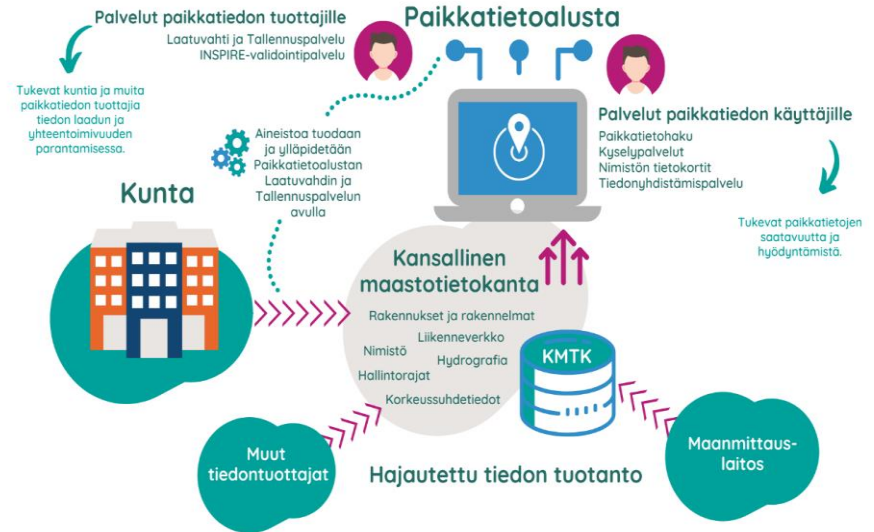 Palvelut paikkatiedon tuottajille
Laatuvahti ja Tallennuspalvelu
INSPIRE-validointipalvelu
Paikkatietoalusta
Tukevat kuntia ja muita
paikkatiedon tuottajia
tiedon laadun ja
yhteentoimivuuden
parantamisessa.
Aineistoa tuodaan
ja ylläpidetään
Paikkatietoalustan
Laatuvahdin ja
Tallennuspalvelun
avulla
Palvelut paikkatiedon käyttäjille
Paikkatietohaku
Kyselypalvelut
Nimistön tietokortit
Tiedonyhdistämispalvelu
Tukevat paikkatietojen
saatavuutta ja
hyödyntämistä.
Kunta
Kansallinen
maastotietokanta
Rakennukset ja rakennelmat
Liikenneverkko
Nimistö
Hydrografia
Hallintorajat
Korkeussuhdetiedot
KMTK
Muut
tiedontuottajat
Hajautettu tiedon tuotanto
Maanmittaus-
laitos